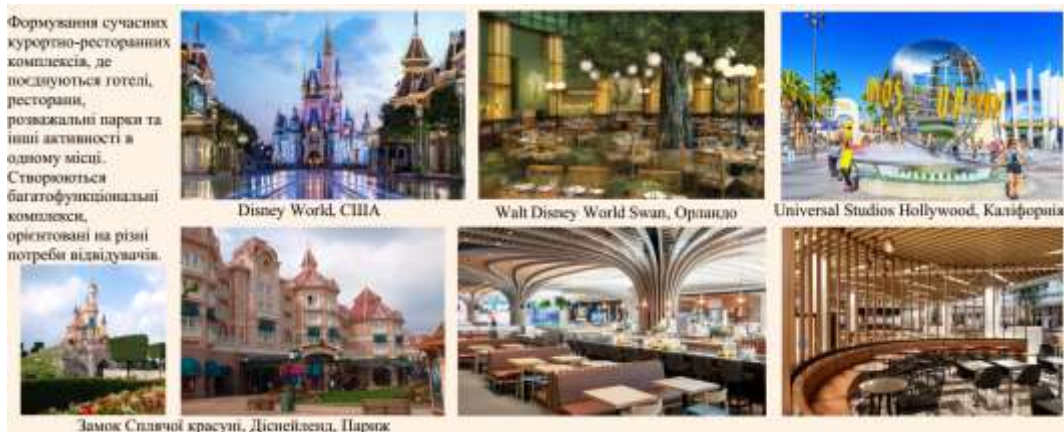 Формування сучасних
курортно-ресторанних
комплексів, де
поєднуються готелі,
ресторани,
розважальні парки та
інші активності в
одному місці.
Створюються
багатофункціональні
комплекси,
орієнтовані на різні
потреби відвідувачів.
Disney World, США
Walt Disney World Swan, Орландо
Universal Studios Hollywood, Каліфорнія
Замок Сплячої красуні, Діснейленд, Париж